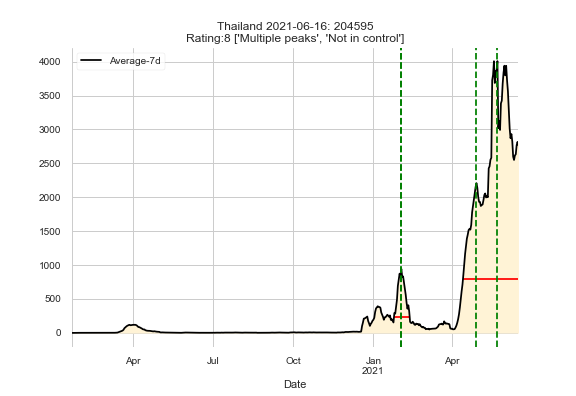 Thailand 2021-06-16: 204595
Rating:8 ['Multiple peaks', 'Not in control']
Average-7d
4000
3500
3000
2500
2000
1500
1000
500
0
Apr
Jul
Oct
Jan
2021
Apr
Date